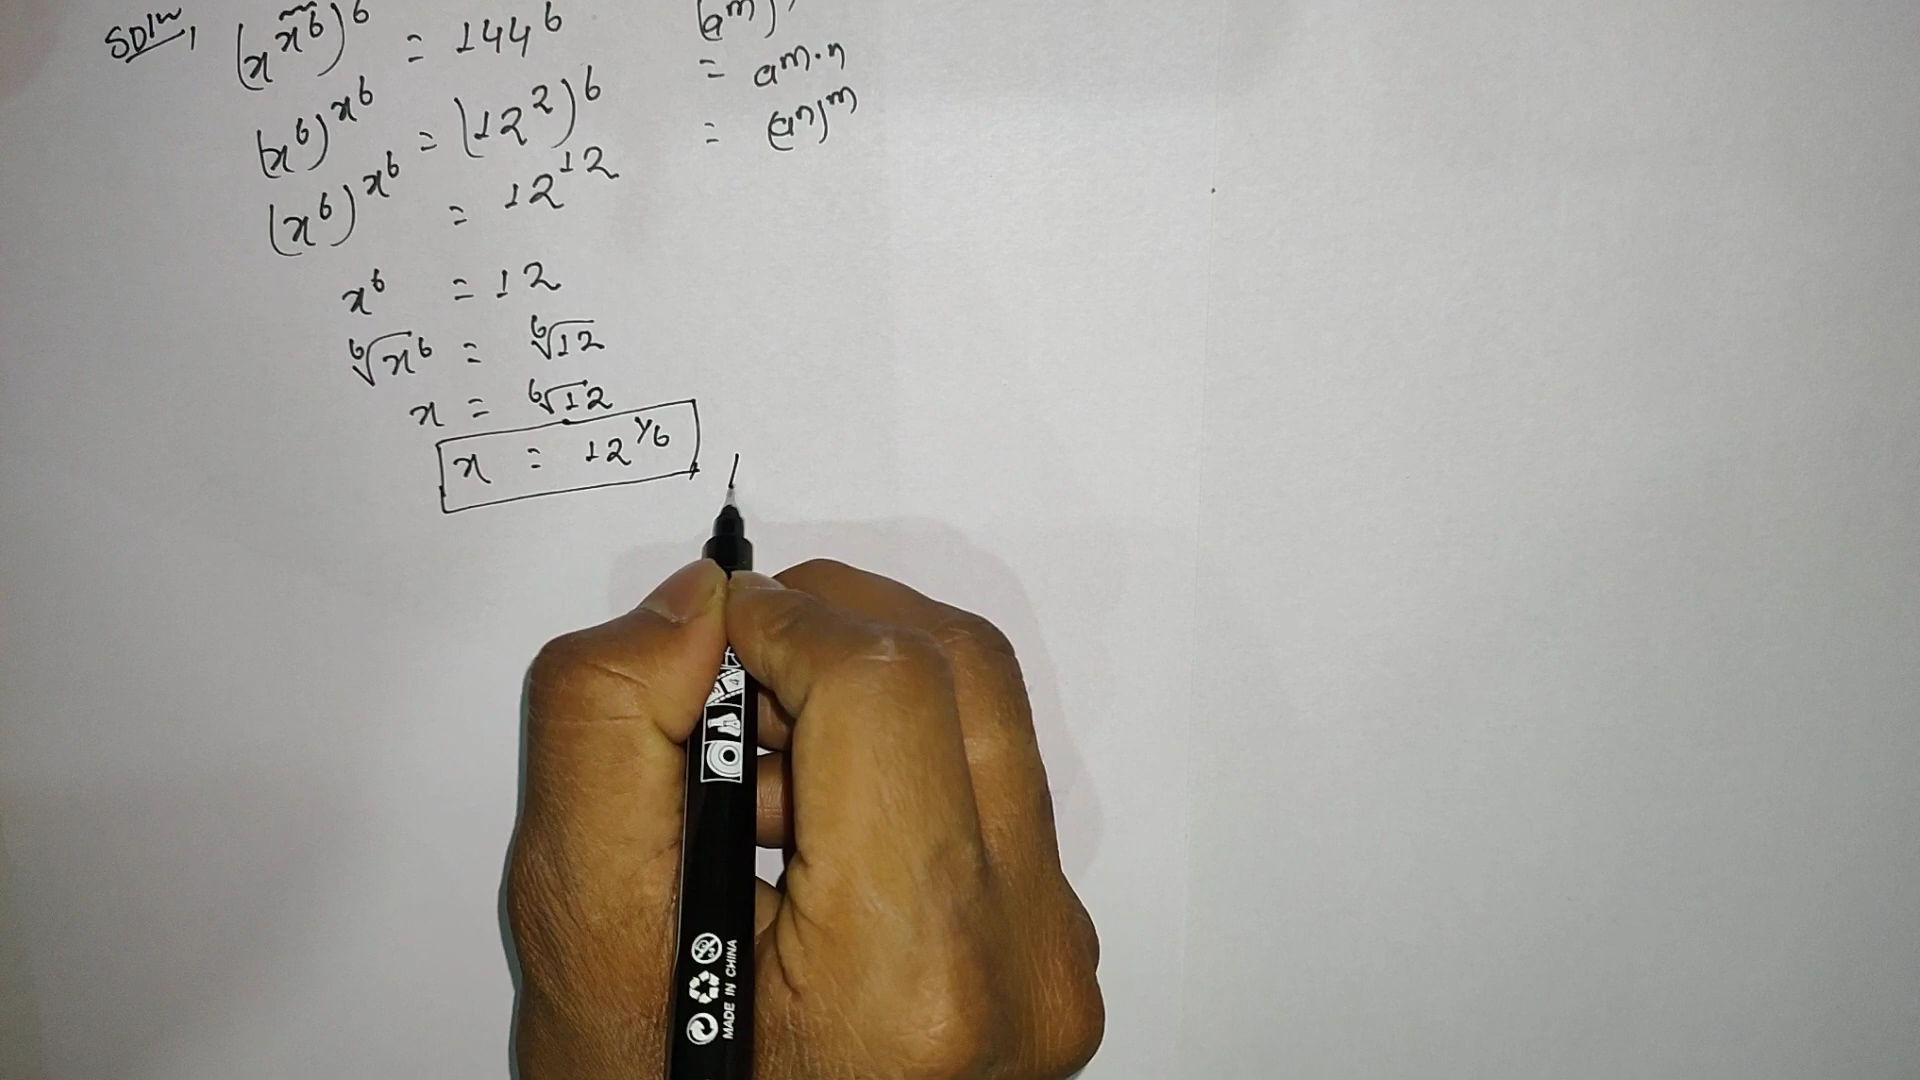 Soln,
(x^x^6)^6 = 144^6
(x^6)^x^6 = (12^2)^6
(x^6)^x^6 = 12^12
x^6 = 12
⁶√x^6 = ⁶√12
x = ⁶√12
x = 12^1/6
(a^m)
= a^m·n
= (a^n)^m
MADE IN CHINA